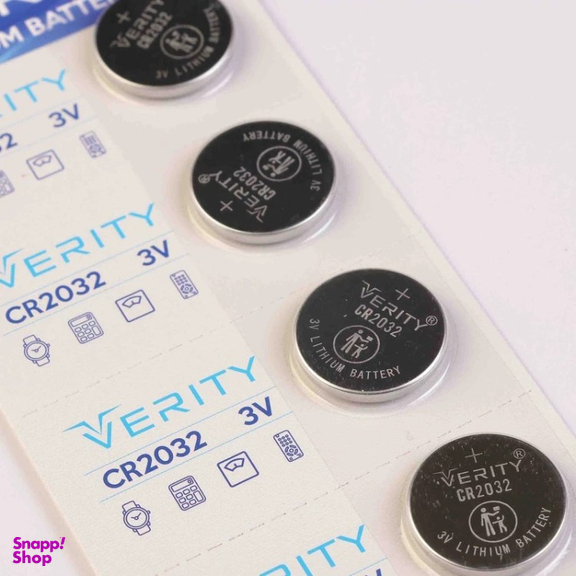 M BATTE
VERITY
CR2032
3V LITHIUM BATTERY
ITY
3V
+
VERITY®
CR2032
3V LITHIUM BATTERY
VERITY
CR2032 3V
+
VERITY®
CR2032
3V LITHIUM BATTERY
VERITY
CR2032 3V
+
VERITY®
CR2032
3V LITHIUM BATTERY
RITY
Snapp!
Shop